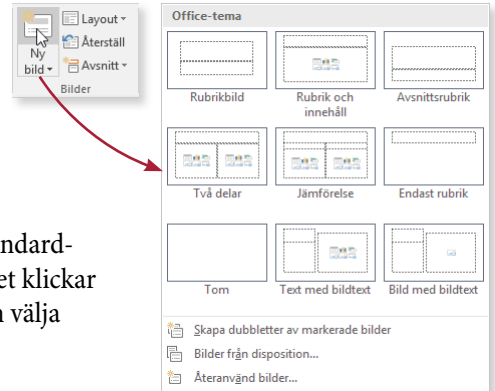 Layout
Återställ
Ny
bild
Avsnitt
Bilder
Office-tema
Rubrikbild
Rubrik och
innehåll
Avsnittsrubrik
Två delar
Jämförelse
Endast rubrik
Tom
Text med bildtext
Bild med bildtext
Skapa dubbletter av markerade bilder
Bilder från disposition...
Återanvänd bilder...
ndard-
et klickar
n välja